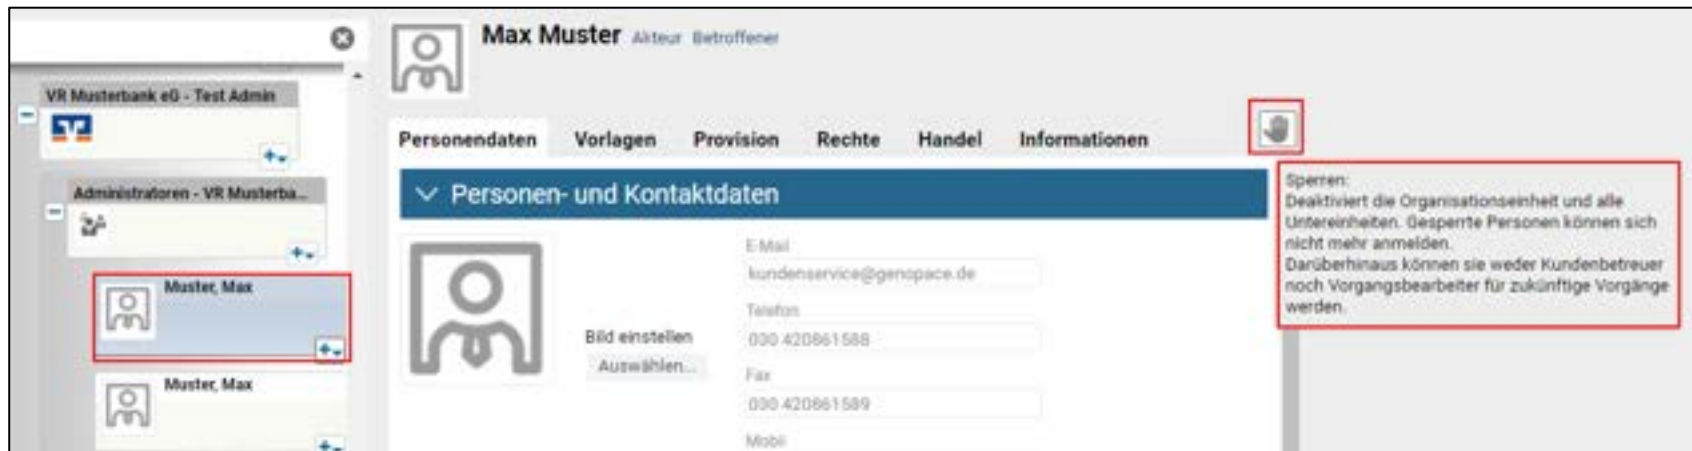 Max Muster Akteur Betroffener
VR Musterbank eG - Test Admin
Administratoren - VR Musterba...
Muster, Max
Muster, Max
Personendaten Vorlagen Provision Rechte Handel Informationen
Personen- und Kontaktdaten
Bild einstellen
Auswählen...
E-Mail
kundenservice@genopace.de
Telefon
030 420861588
Fax
030 420861589
Mobil
Sperren:
Deaktiviert die Organisationseinheit und alle
Untereinheiten. Gesperrte Personen können sich
nicht mehr anmelden.
Darüberhinaus können sie weder Kundenbetreuer
noch Vorgangsbearbeiter für zukünftige Vorgänge
werden.